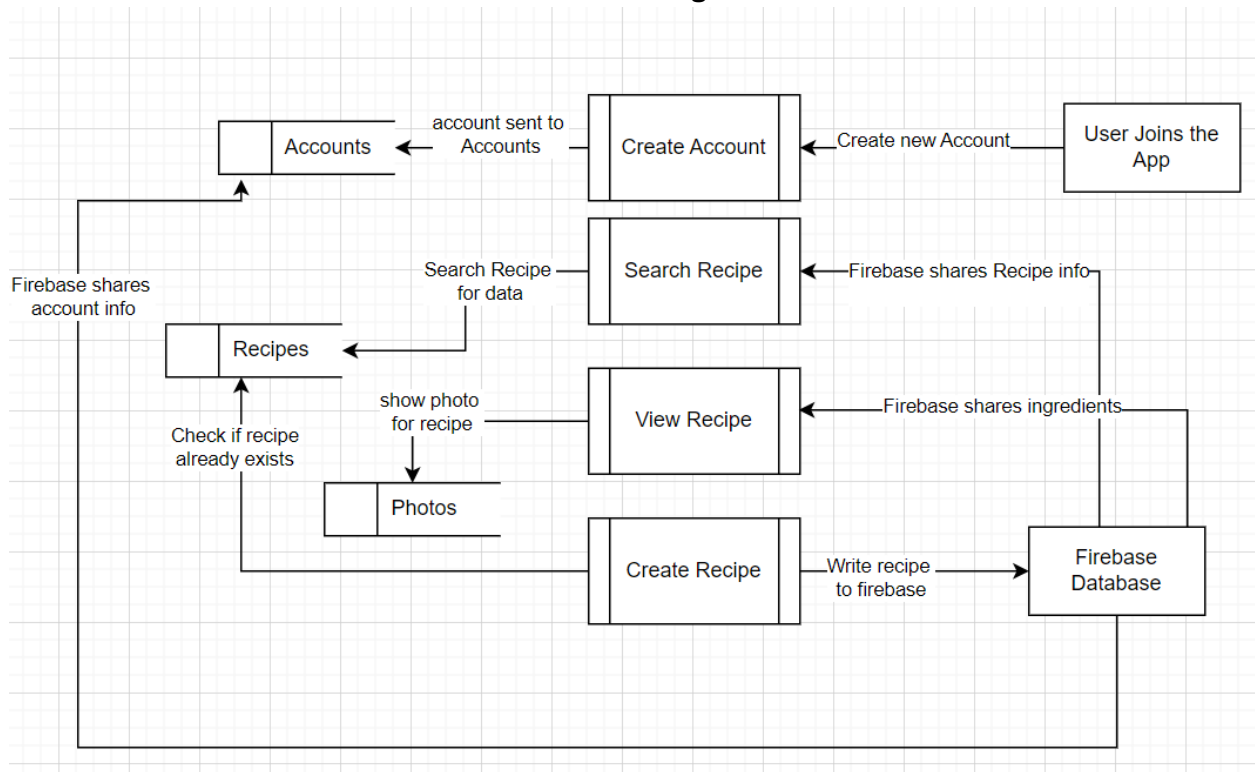 account sent to
Accounts
Accounts
Create Account
Create new Account
User Joins the
App
Firebase shares
account info
Search Recipe
for data
Search Recipe
Firebase shares Recipe info
Recipes
show photo
for recipe
View Recipe
Firebase shares ingredients
Check if recipe
already exists
Photos
Create Recipe
Write recipe
to firebase
Firebase
Database